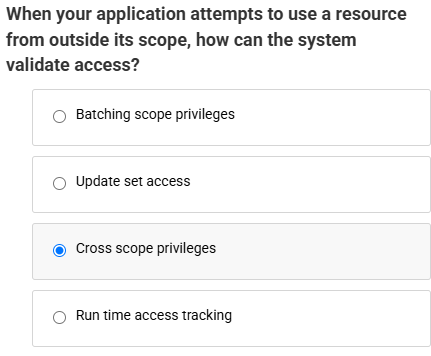 When your application attempts to use a resource
from outside its scope, how can the system
validate access?
Batching scope privileges
Update set access
Cross scope privileges
Run time access tracking